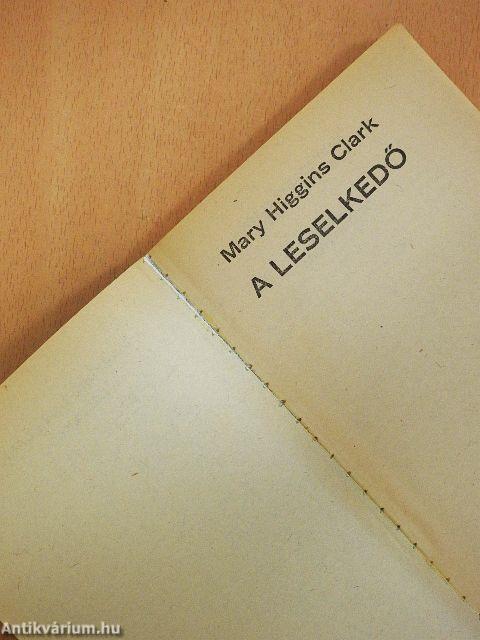 Mary Higgins Clark
A LESELKEDŐ
Antikvárium.hu